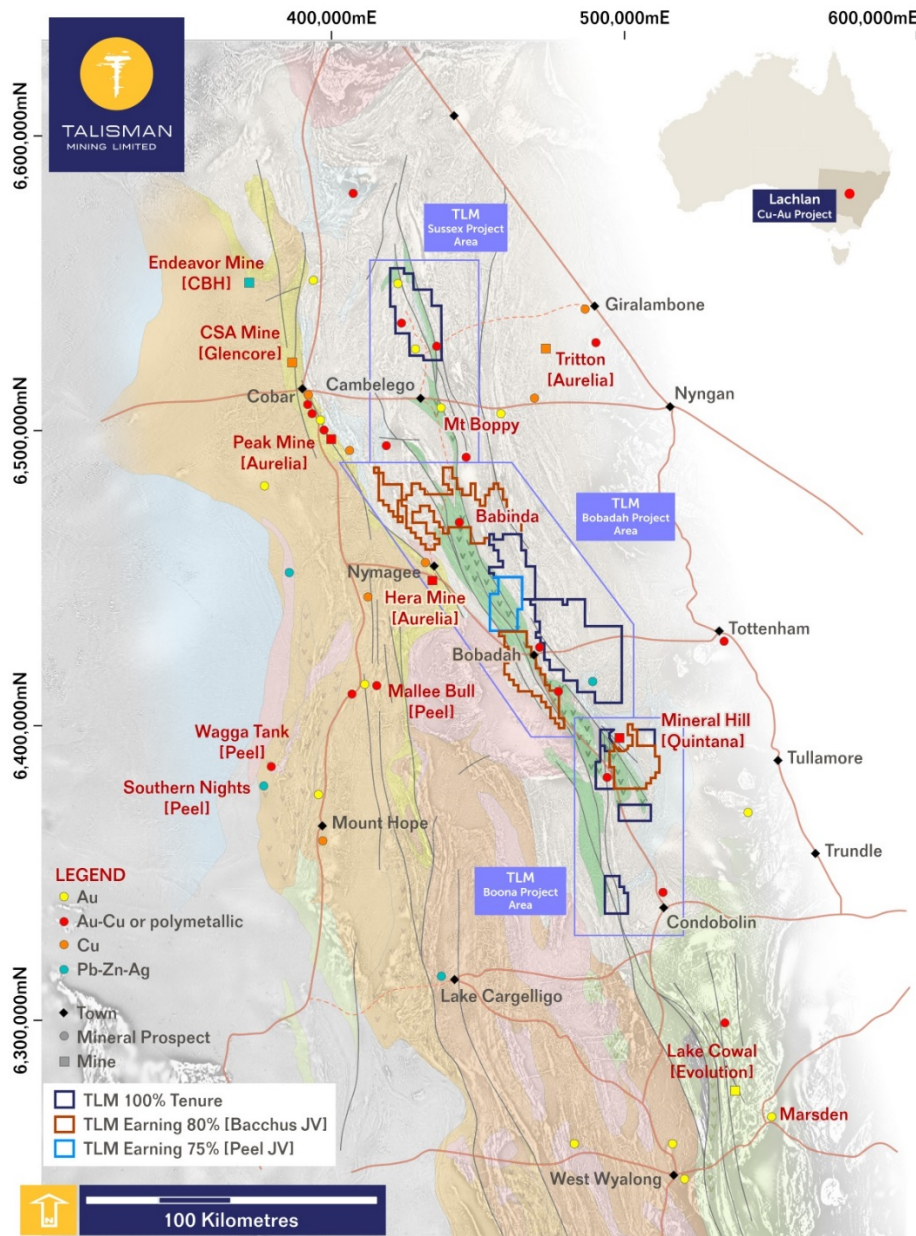 400,000mE
500,000mE
600,000mE
6,600,000mN
6,500,000mN
6,400,000mN
6,300,000mN
TALISMAN
MINING LIMITED
Lachlan
Cu-Au Project
TLM
Sussex Project
Area
Endeavor Mine
[CBH]
Giralambone
CSA Mine
[Glencore]
Tritton
[Aurelia]
Cobar
Cambelego
Nyngan
Mt Boppy
Peak Mine
[Aurelia]
TLM
Bobadah Project
Area
Babinda
Nymagee
Hera Mine
[Aurelia]
Tottenham
Bobadah
Mallee Bull
[Peel]
Wagga Tank
[Peel]
Mineral Hill
[Quintana]
Tullamore
Southern Nights
[Peel]
Mount Hope
Trundle
TLM
Boona Project
Area
Condobolin
LEGEND
Au
Au-Cu or polymetallic
Cu
Pb-Zn-Ag
Town
Mineral Prospect
Mine
Lake Cargelligo
Lake Cowal
[Evolution]
Marsden
TLM 100% Tenure
TLM Earning 80% [Bacchus JV]
TLM Earning 75% [Peel JV]
West Wyalong
N
100 Kilometres